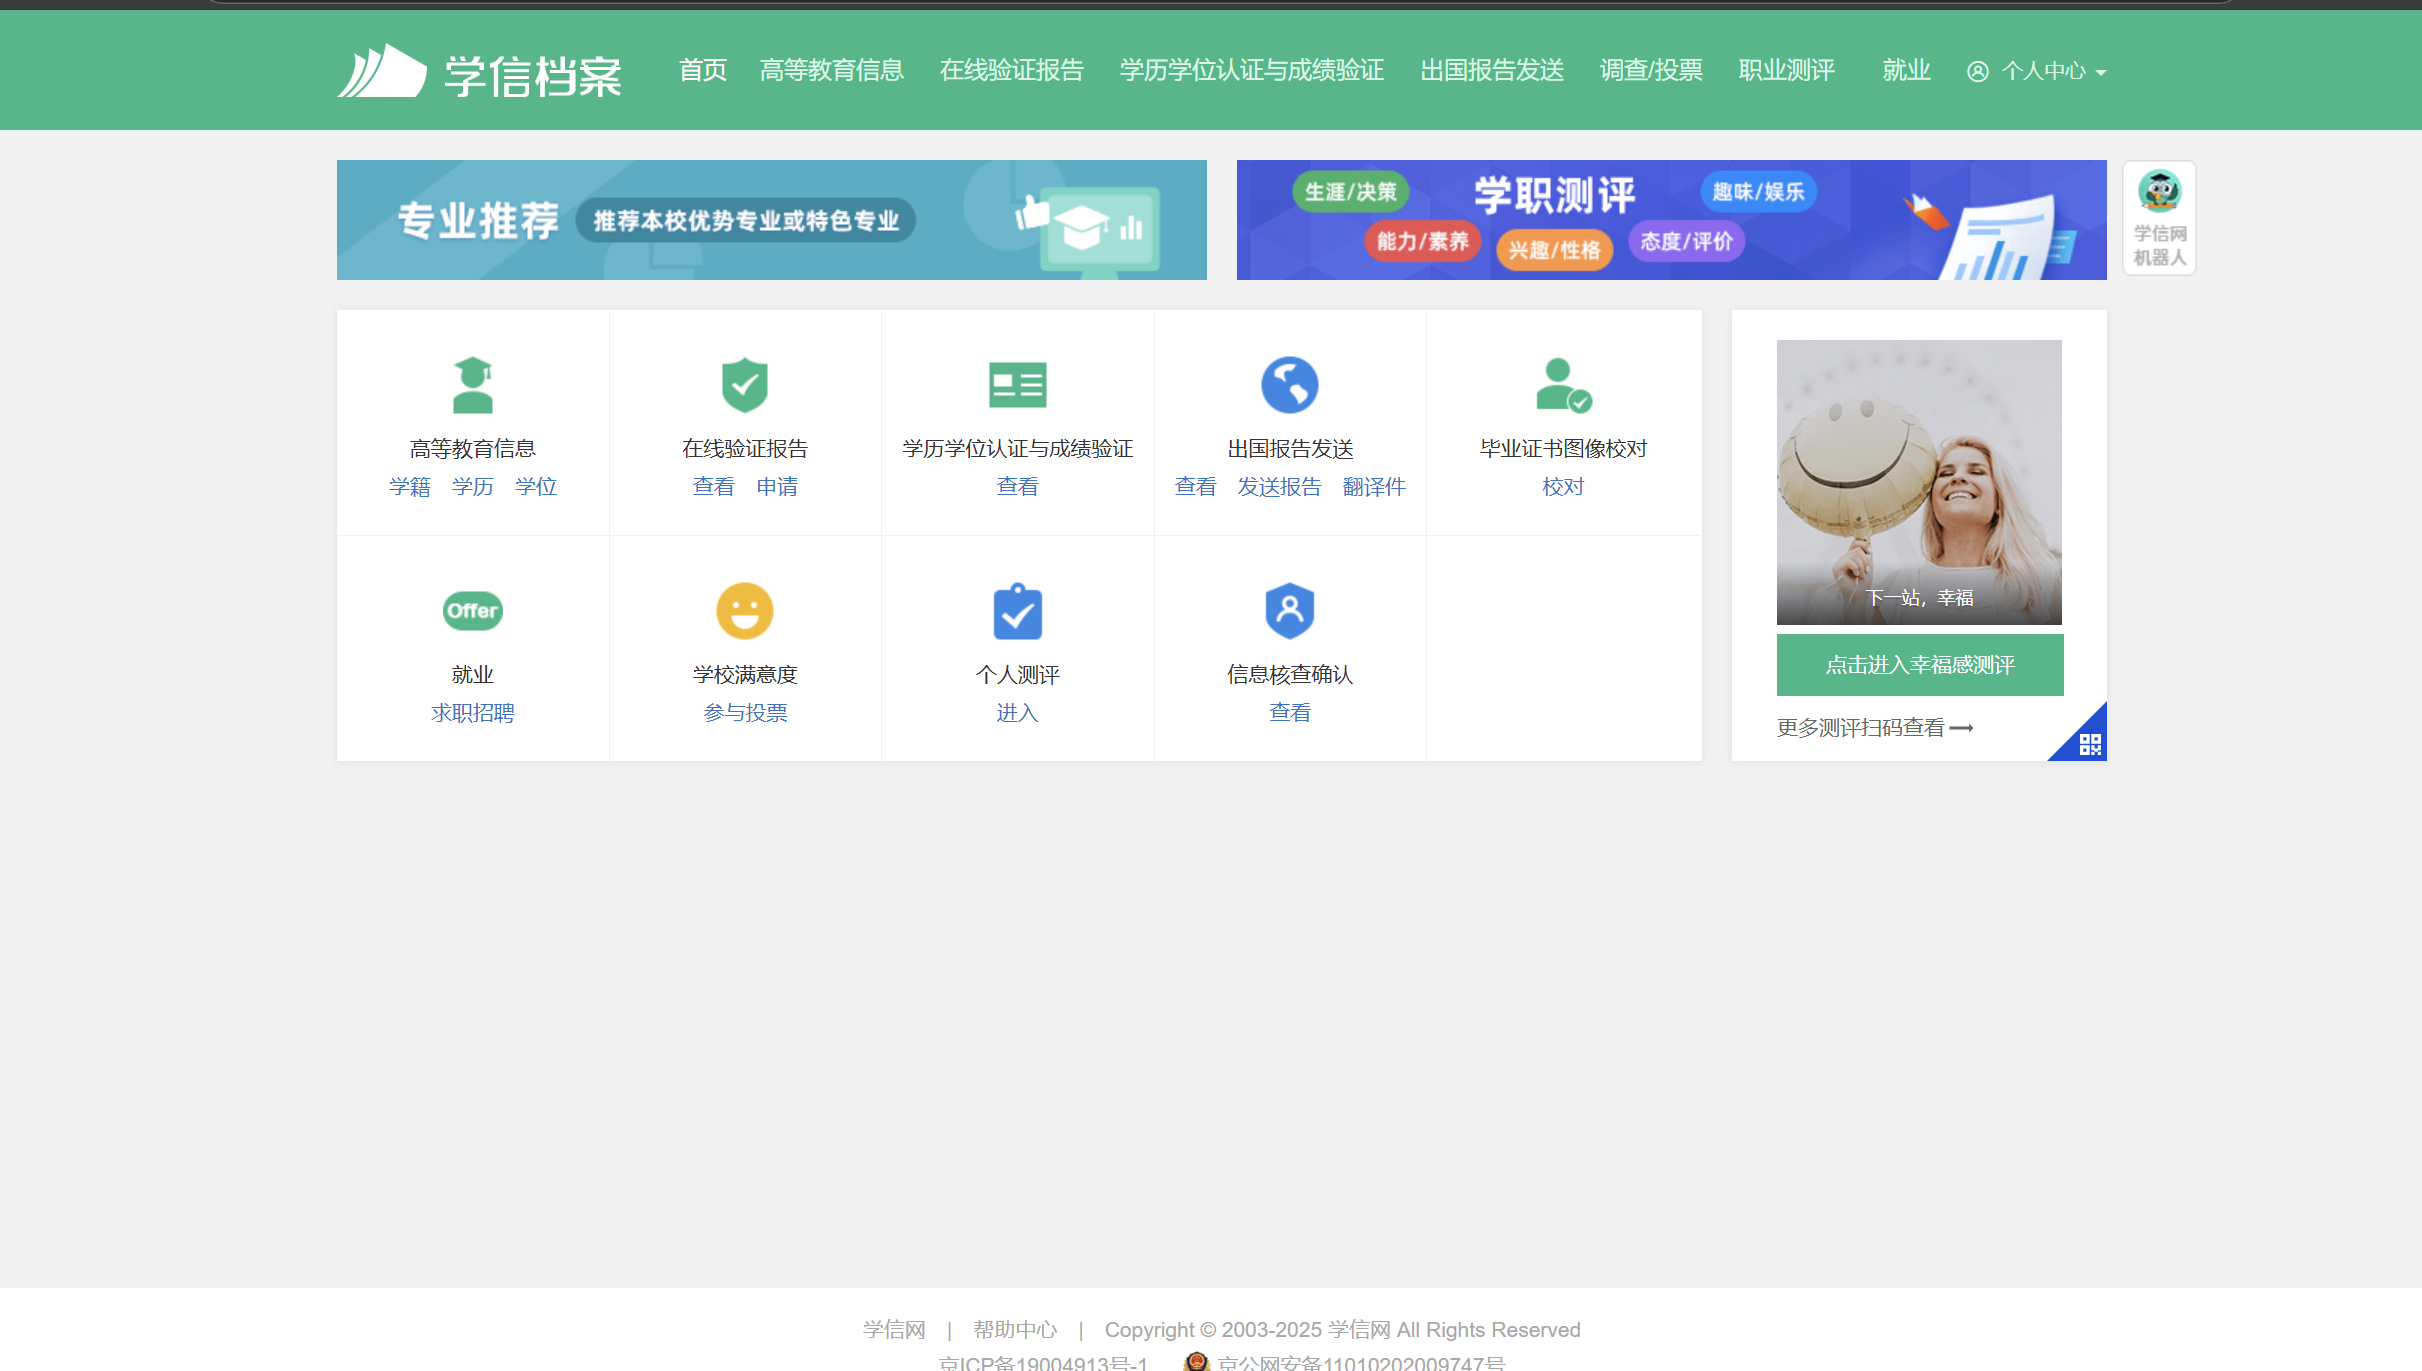 学信档案
首页 高等教育信息 在线验证报告 学历学位认证与成绩验证 出国报告发送 调查/投票 职业测评 就业 个人中心
专业推荐 推荐本校优势专业或特色专业
生涯/决策 学职测评 趣味/娱乐
能力/素养 兴趣/性格 态度/评价
学信网
机器人
高等教育信息
学籍 学历 学位
在线验证报告
查看 申请
学历学位认证与成绩验证
查看
出国报告发送
查看 发送报告 翻译件
毕业证书图像校对
校对
Offer
就业
求职招聘
学校满意度
参与投票
个人测评
进入
信息核查确认
查看
下一站，幸福
点击进入幸福感测评
更多测评扫码查看
学信网 | 帮助中心 | Copyright © 2003-2025 学信网 All Rights Reserved
京ICP备19004913号-1 京公网安备11010202009747号